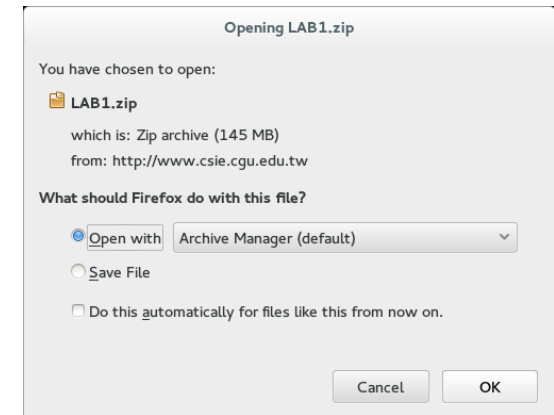 Opening LAB1.zip
You have chosen to open:
LAB1.zip
which is: Zip archive (145 MB)
from: http://www.csie.cgu.edu.tw
What should Firefox do with this file?
Open with Archive Manager (default)
Save File
Do this automatically for files like this from now on.
Cancel OK